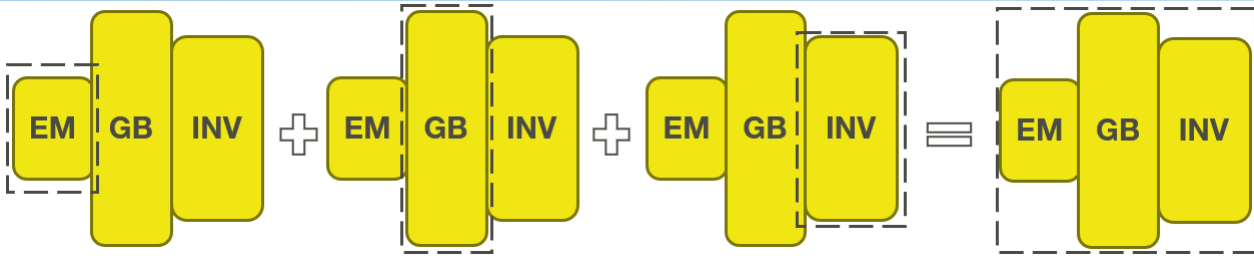 EM GB INV + EM GB INV + EM GB INV = EM GB INV